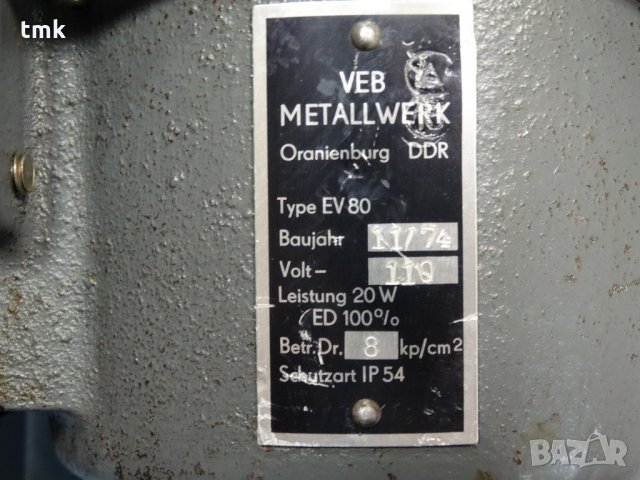 tmk
VEB
METALLWERK
Oranienburg DDR
Type EV 80
Baujahr 11/74
Volt- 110
Leistung 20 W
ED 100%
Betr. Dr. 8 kp/cm2
Schutzart IP 54
BAZAR